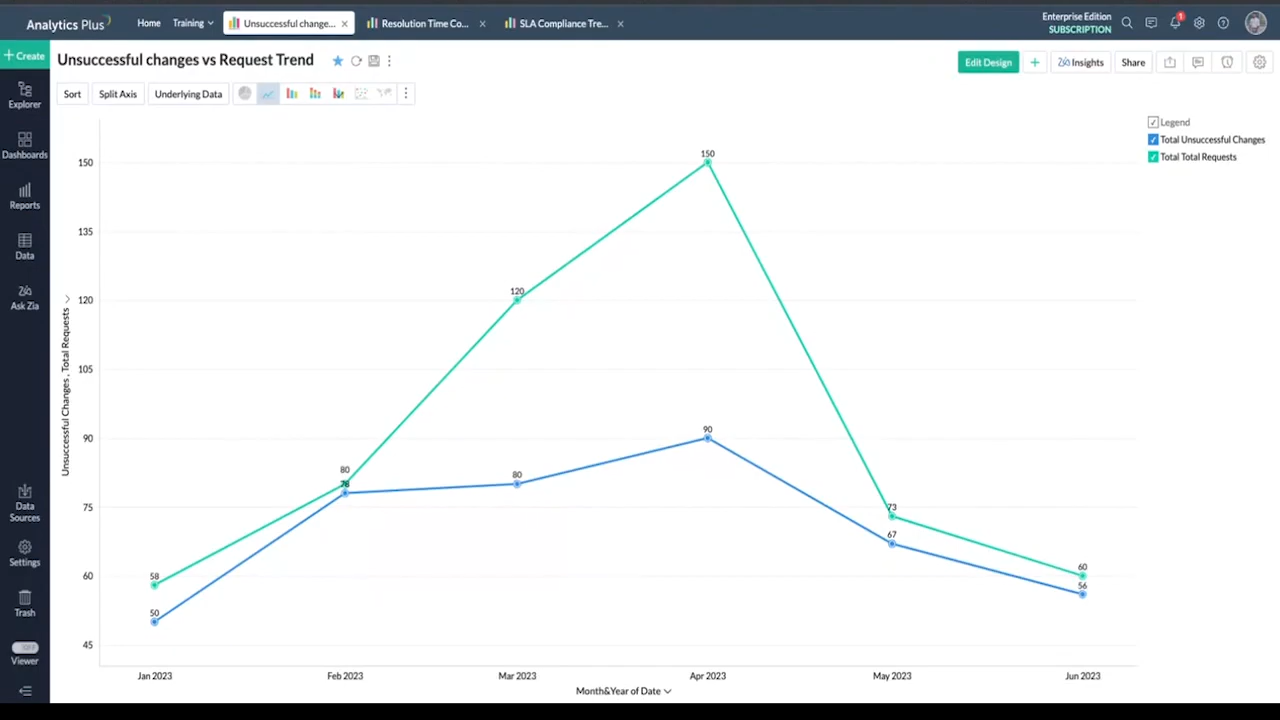 Analytics Plus
Home
Training
Unsuccessful change...
Resolution Time Co...
SLA Compliance Tre...
Enterprise Edition
SUBSCRIPTION
1
+ Create
Unsuccessful changes vs Request Trend
Edit Design
+
Insights
Share
Sort
Split Axis
Underlying Data
Explorer
Dashboards
Reports
Data
Ask Zia
Data
Sources
Settings
Trash
OFF
Viewer
Legend
Total Unsuccessful Changes
Total Total Requests
Unsuccessful Changes , Total Requests
150
135
120
105
90
75
60
45
150
120
80
78
80
90
73
67
58
50
60
56
Jan 2023
Feb 2023
Mar 2023
Apr 2023
May 2023
Jun 2023
Month&Year of Date